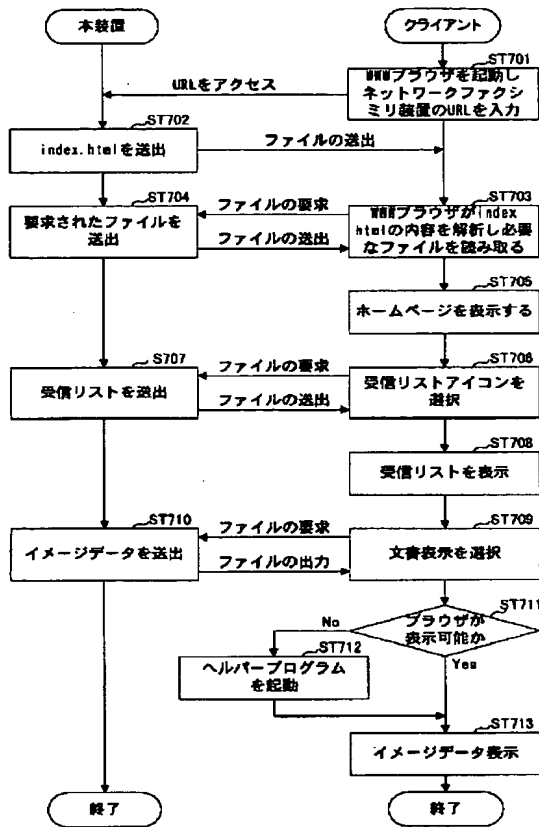 本装置
クライアント
ST701
WWWブラウザを起動し
ネットワークファクシ
ミリ装置のURLを入力
URLをアクセス
ST702
index.htmlを送出
ファイルの送出
ST704
要求されたファイルを
送出
ファイルの要求
ファイルの送出
ST703
WWWブラウザがindex
htmlの内容を解析し必要
なファイルを読み取る
ST705
ホームページを表示する
S707
受信リストを送出
ファイルの要求
ファイルの送出
ST706
受信リストアイコンを
選択
ST708
受信リストを表示
ST710
イメージデータを送出
ファイルの要求
ファイルの出力
ST709
文書表示を選択
ST711
ブラウザが
表示可能か
No
Yes
ST712
ヘルパープログラム
を起動
ST713
イメージデータ表示
終了
終了